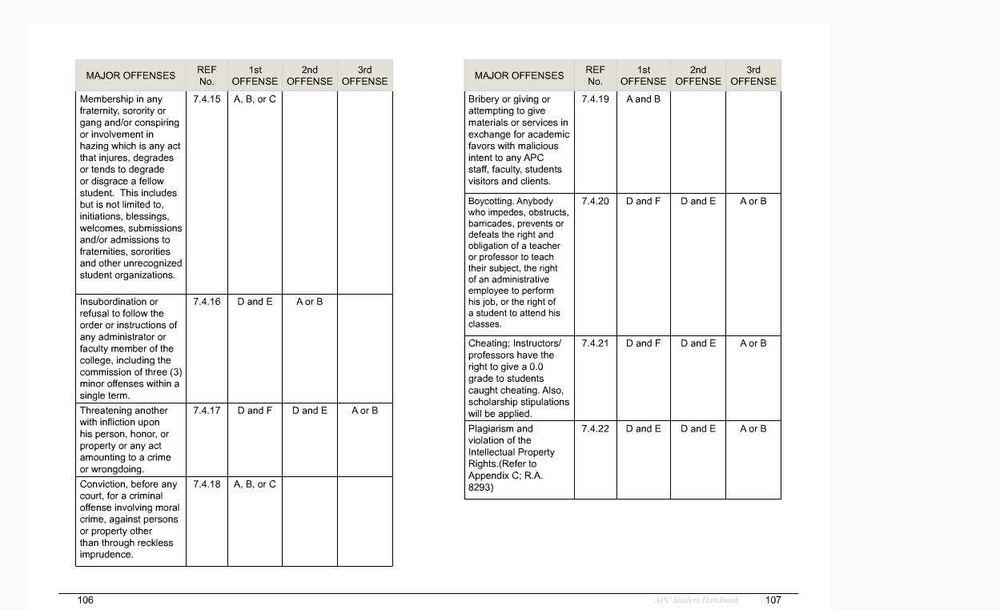 MAJOR OFFENSES REF No. 1st OFFENSE 2nd OFFENSE 3rd OFFENSE
Membership in any 7.4.15 A, B, or C
fraternity, sorority or
gang and/or conspiring
or involvement in
hazing which is any act
that injures, degrades
or tends to degrade
or disgrace a fellow
student.  This includes
but is not limited to,
initiations, blessings,
welcomes, submissions
and/or admissions to
fraternities, sororities
and other unrecognized
student organizations.
Insubordination or 7.4.16 D and E A or B
refusal to follow the
order or instructions of
any administrator or
faculty member of the
college, including the
commission of three (3)
minor offenses within a
single term.
Threatening another 7.4.17 D and F D and E A or B
with infliction upon
his person, honor, or
property or any act
amounting to a crime
or wrongdoing.
Conviction, before any 7.4.18 A, B, or C
court, for a criminal
offense involving moral
crime, against persons
or property other
than through reckless
imprudence.
106
MAJOR OFFENSES REF No. 1st OFFENSE 2nd OFFENSE 3rd OFFENSE
Bribery or giving or 7.4.19 A and B
attempting to give
materials or services in
exchange for academic
favors with malicious
intent to any APC
staff, faculty, students
visitors and clients.
Boycotting. Anybody 7.4.20 D and F D and E A or B
who impedes, obstructs,
barricades, prevents or
defeats the right and
obligation of a teacher
or professor to teach
their subject, the right
of an administrative
employee to perform
his job, or the right of
a student to attend his
classes.
Cheating; Instructors/ 7.4.21 D and F D and E A or B
professors have the
right to give a 0.0
grade to students
caught cheating. Also,
scholarship stipulations
will be applied.
Plagiarism and 7.4.22 D and E D and E A or B
violation of the
Intellectual Property
Rights.(Refer to
Appendix C; R.A.
8293)
APC Student Handbook | 107